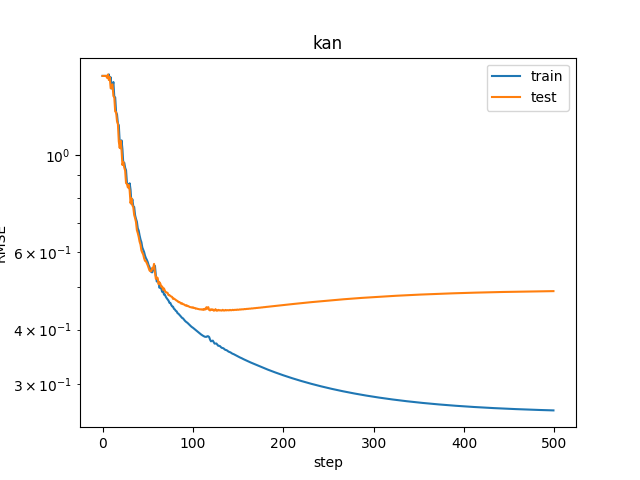 kan
train
test
10⁰
6 × 10⁻¹
4 × 10⁻¹
3 × 10⁻¹
RMSE
0 100 200 300 400 500
step